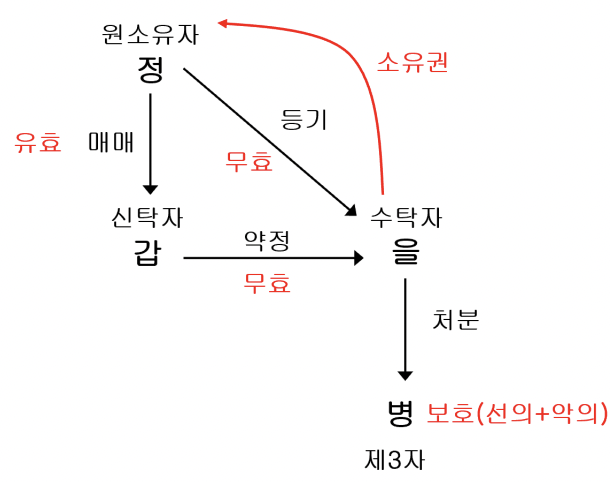 원소유자
정
소유권
등기
유효 매매
무효
신탁자
갑
약정
무효
수탁자
을
처분
병 보호(선의+악의)
제3자